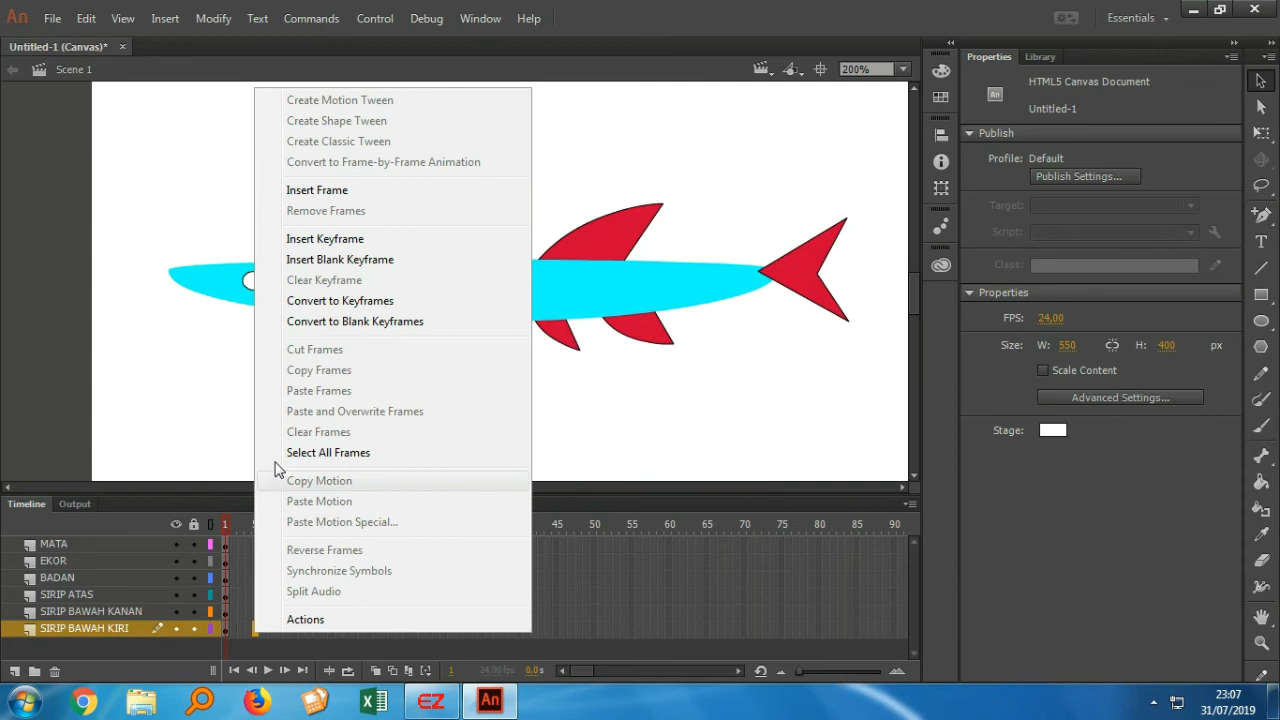 An File Edit View Insert Modify Text Commands Control Debug Window Help Essentials
Untitled-1 (Canvas)* ×
Scene 1 200%
Properties Library
An HTML5 Canvas Document
Untitled-1
Publish
Profile: Default
Publish Settings...
Target:
Script:
Class:
Properties
FPS: 24,00
Size: W: 550 H: 400 px
Scale Content
Advanced Settings...
Stage:
Create Motion Tween
Create Shape Tween
Create Classic Tween
Convert to Frame-by-Frame Animation
Insert Frame
Remove Frames
Insert Keyframe
Insert Blank Keyframe
Clear Keyframe
Convert to Keyframes
Convert to Blank Keyframes
Cut Frames
Copy Frames
Paste Frames
Paste and Overwrite Frames
Clear Frames
Select All Frames
Copy Motion
Paste Motion
Paste Motion Special...
Reverse Frames
Synchronize Symbols
Split Audio
Actions
Timeline Output
1 45 50 55 60 65 70 75 80 85 90
MATA
EKOR
BADAN
SIRIP ATAS
SIRIP BAWAH KANAN
SIRIP BAWAH KIRI
1 24,00 fps 0,0s
EZ An
23:07
31/07/2019